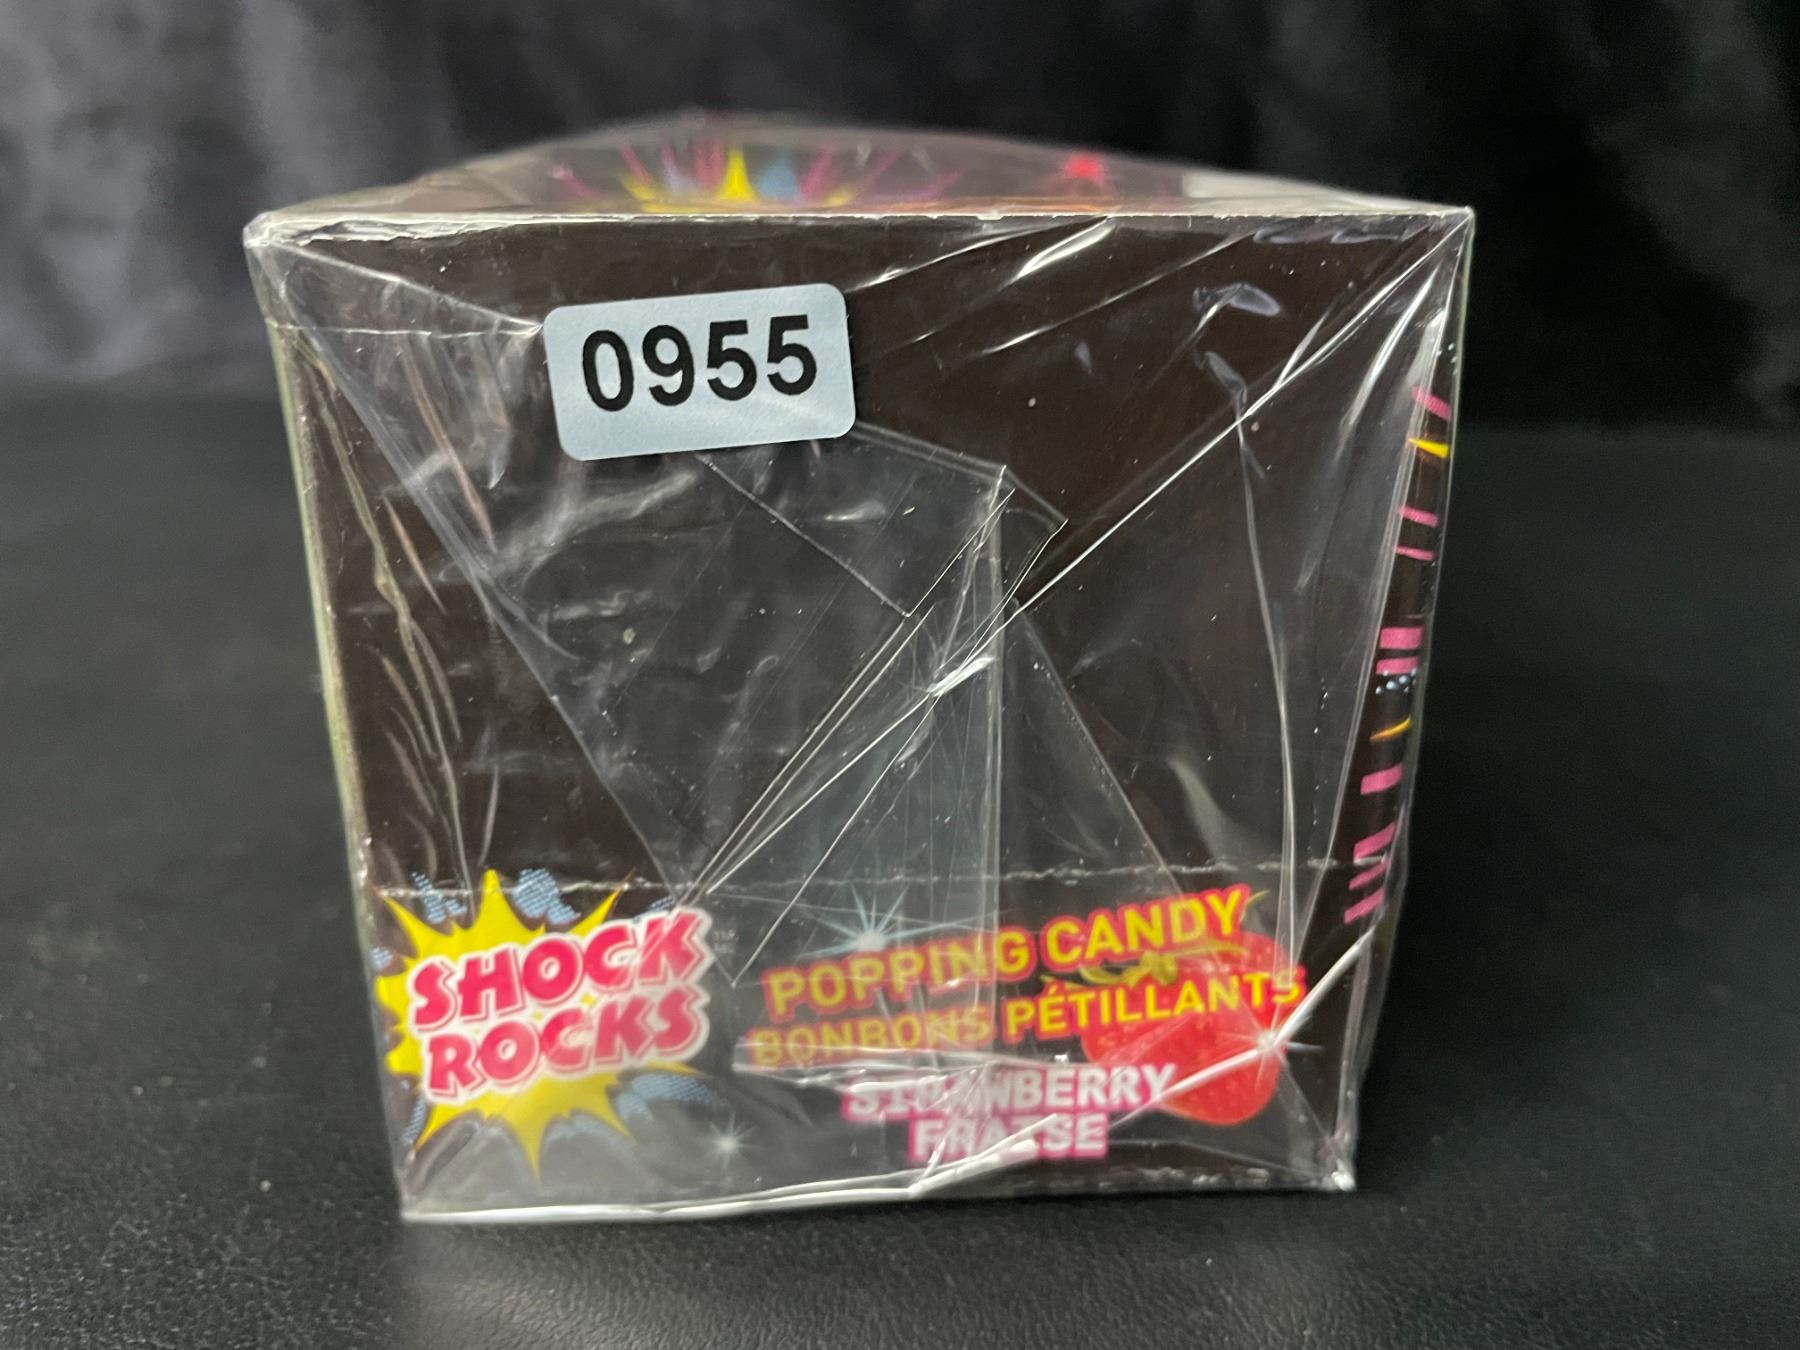 0955
SHOCK
ROCKS
POPPING CANDY
BONBONS PÉTILLANTS
STRAWBERRY
FRAISE